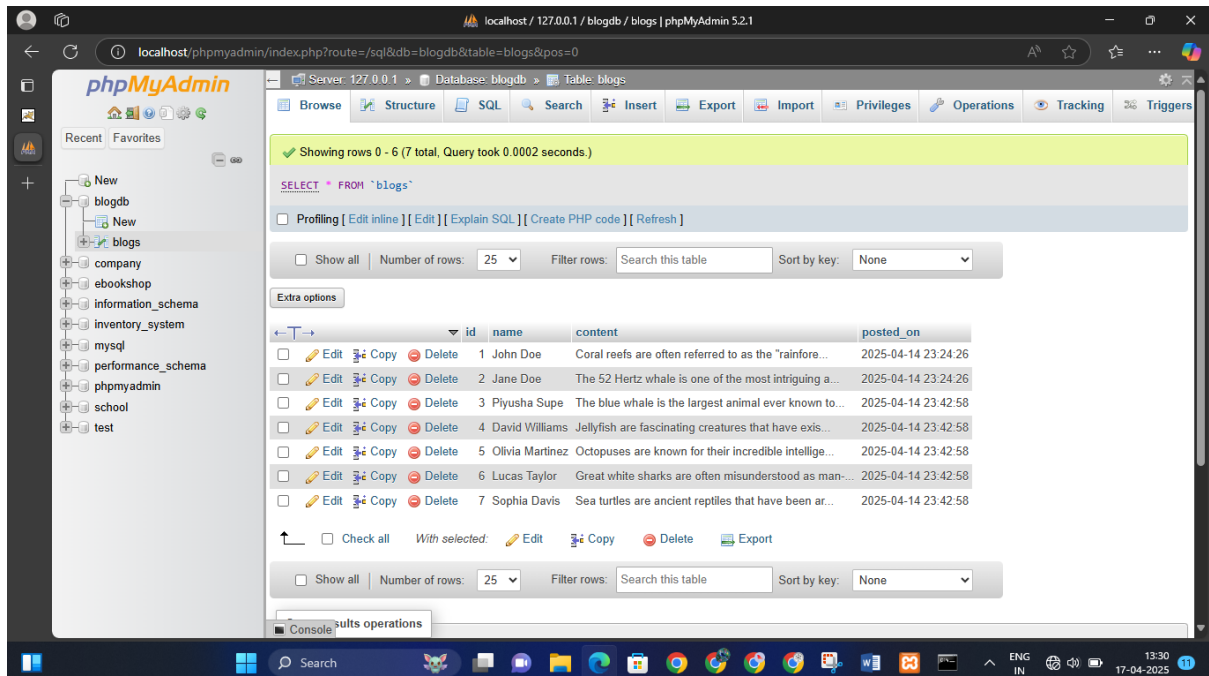 localhost / 127.0.0.1 / blogdb / blogs | phpMyAdmin 5.2.1
localhost/phpmyadmin/index.php?route=/sql&db=blogdb&table=blogs&pos=0
phpMyAdmin
Recent Favorites
New
blogdb
New
blogs
company
ebookshop
information_schema
inventory_system
mysql
performance_schema
phpmyadmin
school
test
Server: 127.0.0.1 » Database: blogdb » Table: blogs
Browse Structure SQL Search Insert Export Import Privileges Operations Tracking Triggers
Showing rows 0 - 6 (7 total, Query took 0.0002 seconds.)
SELECT * FROM `blogs`
Profiling [ Edit inline ] [ Edit ] [ Explain SQL ] [ Create PHP code ] [ Refresh ]
Show all | Number of rows: 25 Filter rows: Search this table Sort by key: None
Extra options
id name content posted_on
Edit Copy Delete 1 John Doe Coral reefs are often referred to as the "rainfore... 2025-04-14 23:24:26
Edit Copy Delete 2 Jane Doe The 52 Hertz whale is one of the most intriguing a... 2025-04-14 23:24:26
Edit Copy Delete 3 Piyusha Supe The blue whale is the largest animal ever known to... 2025-04-14 23:42:58
Edit Copy Delete 4 David Williams Jellyfish are fascinating creatures that have exis... 2025-04-14 23:42:58
Edit Copy Delete 5 Olivia Martinez Octopuses are known for their incredible intellige... 2025-04-14 23:42:58
Edit Copy Delete 6 Lucas Taylor Great white sharks are often misunderstood as man-... 2025-04-14 23:42:58
Edit Copy Delete 7 Sophia Davis Sea turtles are ancient reptiles that have been ar... 2025-04-14 23:42:58
Check all With selected: Edit Copy Delete Export
Show all | Number of rows: 25 Filter rows: Search this table Sort by key: None
operations
Console
Search
ENG
IN
13:30
17-04-2025
11